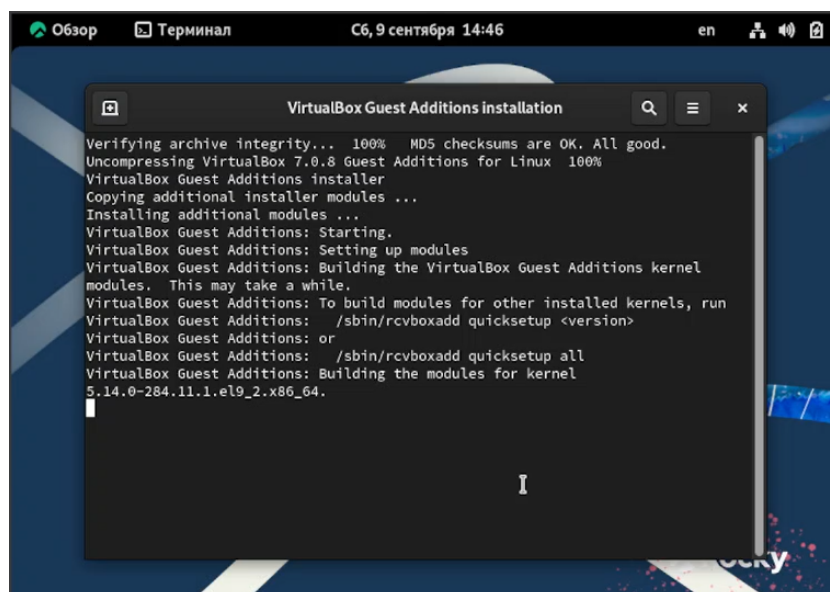 Обзор Терминал Сб, 9 сентября 14:46 en
VirtualBox Guest Additions installation
Verifying archive integrity... 100% MD5 checksums are OK. All good.
Uncompressing VirtualBox 7.0.8 Guest Additions for Linux 100%
VirtualBox Guest Additions installer
Copying additional installer modules ...
Installing additional modules ...
VirtualBox Guest Additions: Starting.
VirtualBox Guest Additions: Setting up modules
VirtualBox Guest Additions: Building the VirtualBox Guest Additions kernel
modules. This may take a while.
VirtualBox Guest Additions: To build modules for other installed kernels, run
VirtualBox Guest Additions: /sbin/rcvboxadd quicksetup <version>
VirtualBox Guest Additions: or
VirtualBox Guest Additions: /sbin/rcvboxadd quicksetup all
VirtualBox Guest Additions: Building the modules for kernel
5.14.0-284.11.1.el9_2.x86_64.